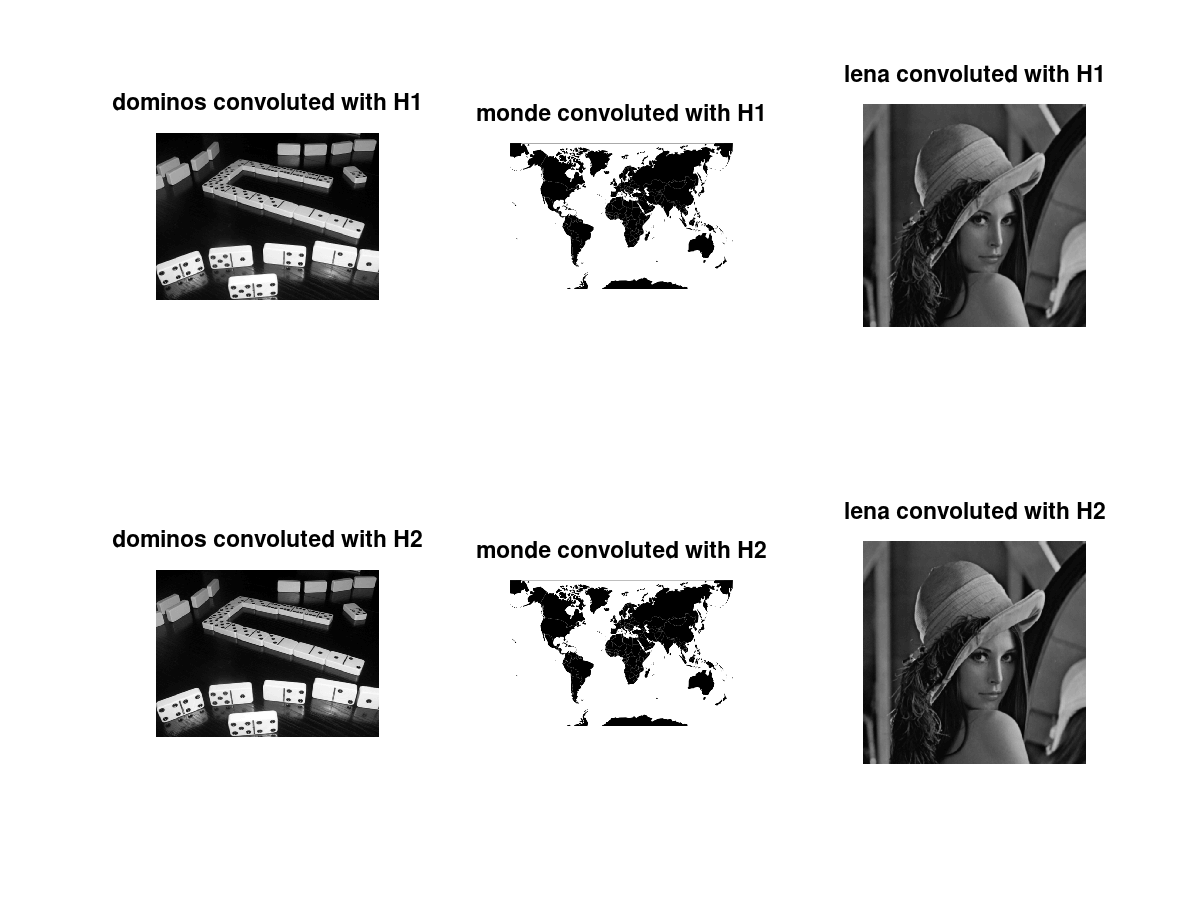 dominos convoluted with H1
monde convoluted with H1
lena convoluted with H1
dominos convoluted with H2
monde convoluted with H2
lena convoluted with H2